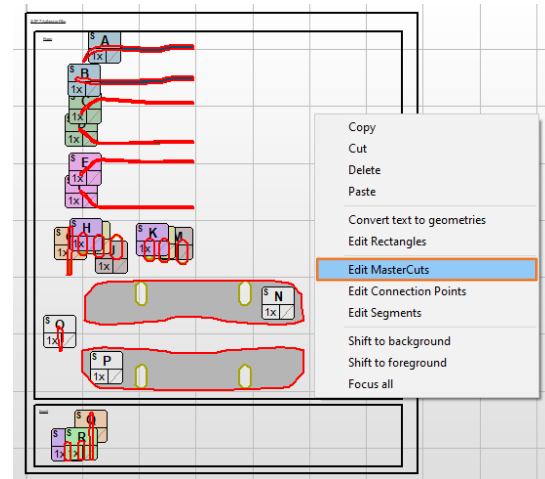 S A
1x
S B
1x
S C
1x
D
S E
1x
1x
S H
1x
S
J
S K
1x
M
S N
1x
S O
1x
S P
1x
S Q
S S R
1x 1x
Copy
Cut
Delete
Paste
Convert text to geometries
Edit Rectangles
Edit MasterCuts
Edit Connection Points
Edit Segments
Shift to background
Shift to foreground
Focus all